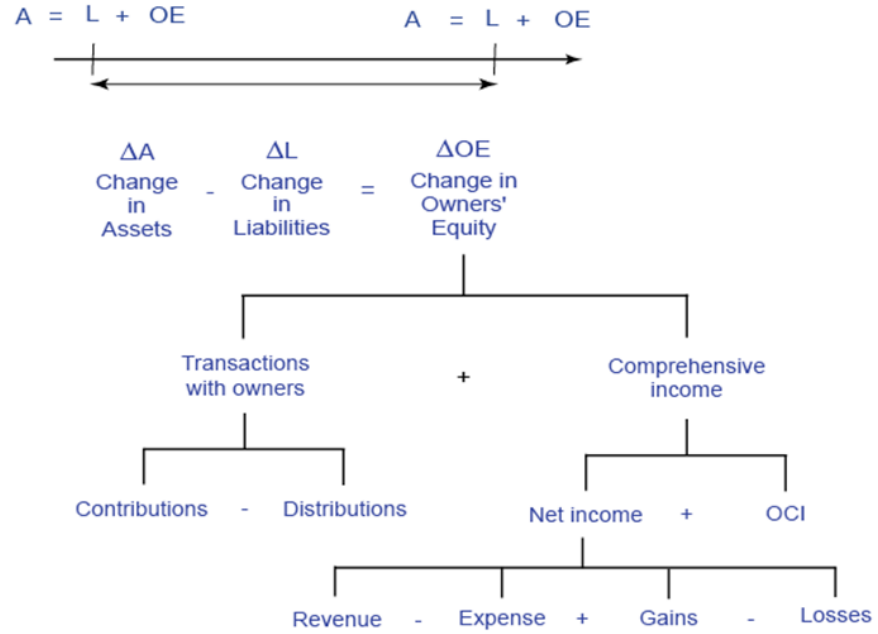 A = L + OE A = L + OE
ΔA ΔL ΔOE
Change Change Change in
in - in = Owners'
Assets Liabilities Equity
Transactions with owners + Comprehensive income
Contributions - Distributions
Net income + OCI
Revenue - Expense + Gains - Losses